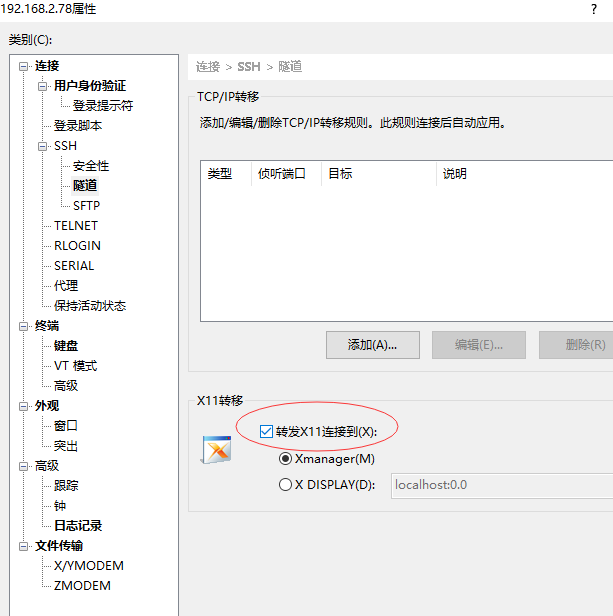 192.168.2.78属性
?
类别(C):
连接
用户身份验证
登录提示符
登录脚本
SSH
安全性
隧道
SFTP
TELNET
RLOGIN
SERIAL
代理
保持活动状态
终端
键盘
VT 模式
高级
外观
窗口
突出
高级
跟踪
钟
日志记录
文件传输
X/YMODEM
ZMODEM
连接 > SSH > 隧道
TCP/IP转移
添加/编辑/删除TCP/IP转移规则。此规则连接后自动应用。
类型 侦听端口 目标 说明
添加(A)... 编辑(E)... 删除(R)
X11转移
转发X11连接到(X):
Xmanager(M)
X DISPLAY(D): localhost:0.0